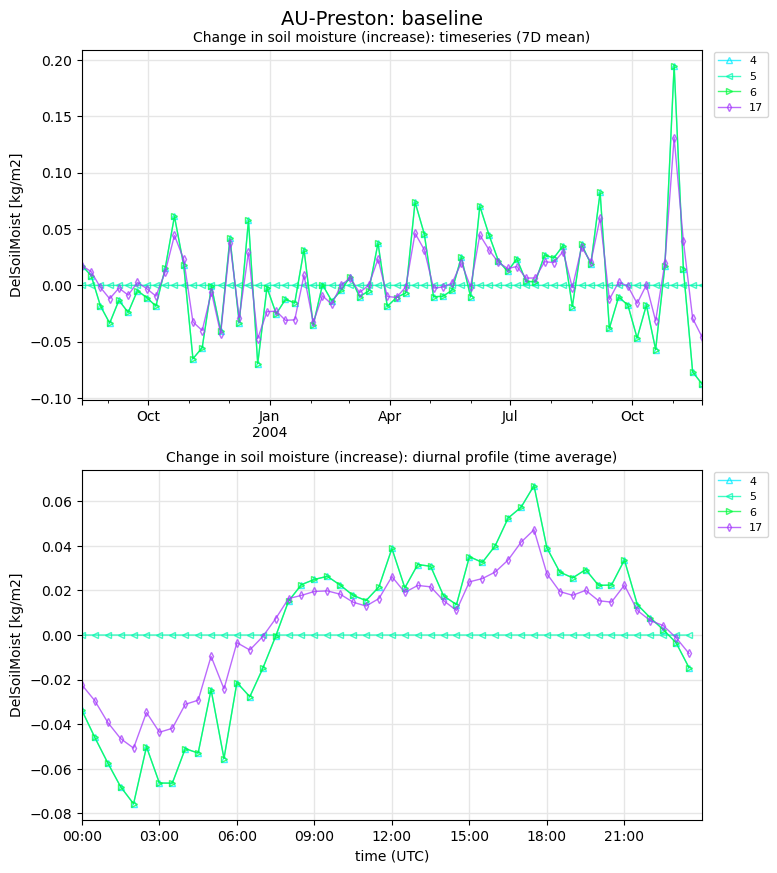 AU-Preston: baseline
Change in soil moisture (increase): timeseries (7D mean)
DelSoilMoist [kg/m2]
0.20
0.15
0.10
0.05
0.00
−0.05
−0.10
Oct
Jan
2004
Apr
Jul
Oct
4
5
6
17
Change in soil moisture (increase): diurnal profile (time average)
DelSoilMoist [kg/m2]
0.06
0.04
0.02
0.00
−0.02
−0.04
−0.06
−0.08
00:00
03:00
06:00
09:00
12:00
15:00
18:00
21:00
time (UTC)
4
5
6
17